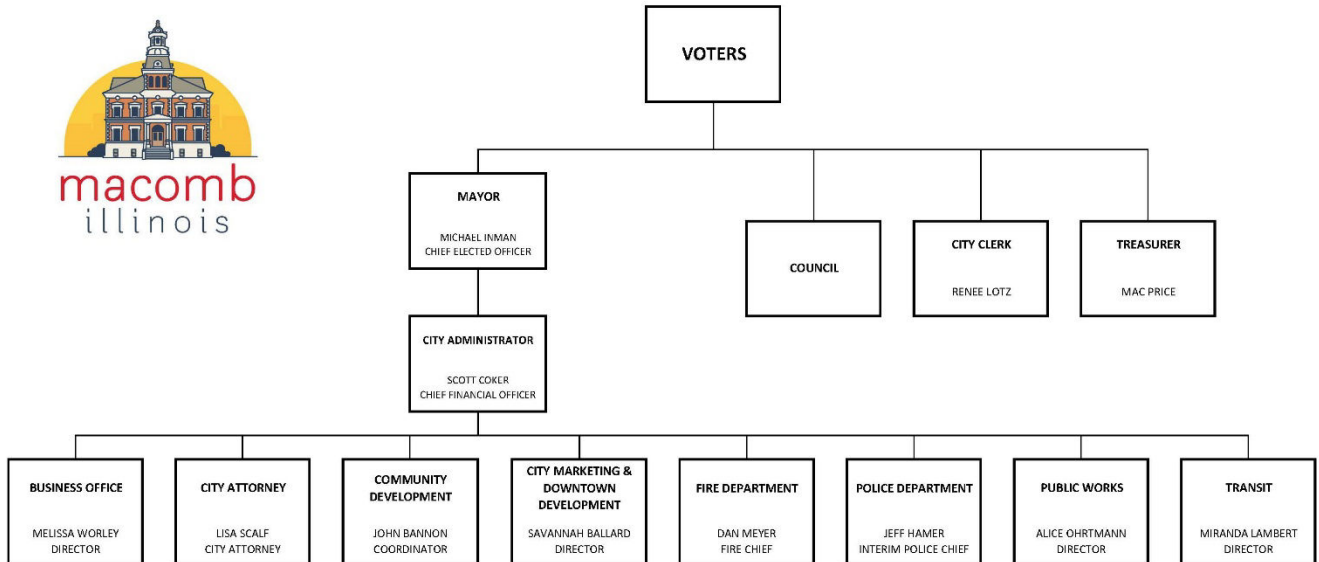 macomb
illinois
VOTERS
MAYOR
MICHAEL INMAN
CHIEF ELECTED OFFICER
COUNCIL
CITY CLERK
RENEE LOTZ
TREASURER
MAC PRICE
CITY ADMINISTRATOR
SCOTT COKER
CHIEF FINANCIAL OFFICER
BUSINESS OFFICE
MELISSA WORLEY
DIRECTOR
CITY ATTORNEY
LISA SCALF
CITY ATTORNEY
COMMUNITY
DEVELOPMENT
JOHN BANNON
COORDINATOR
CITY MARKETING &
DOWNTOWN
DEVELOPMENT
SAVANNAH BALLARD
DIRECTOR
FIRE DEPARTMENT
DAN MEYER
FIRE CHIEF
POLICE DEPARTMENT
JEFF HAMER
INTERIM POLICE CHIEF
PUBLIC WORKS
ALICE OHRTMANN
DIRECTOR
TRANSIT
MIRANDA LAMBERT
DIRECTOR